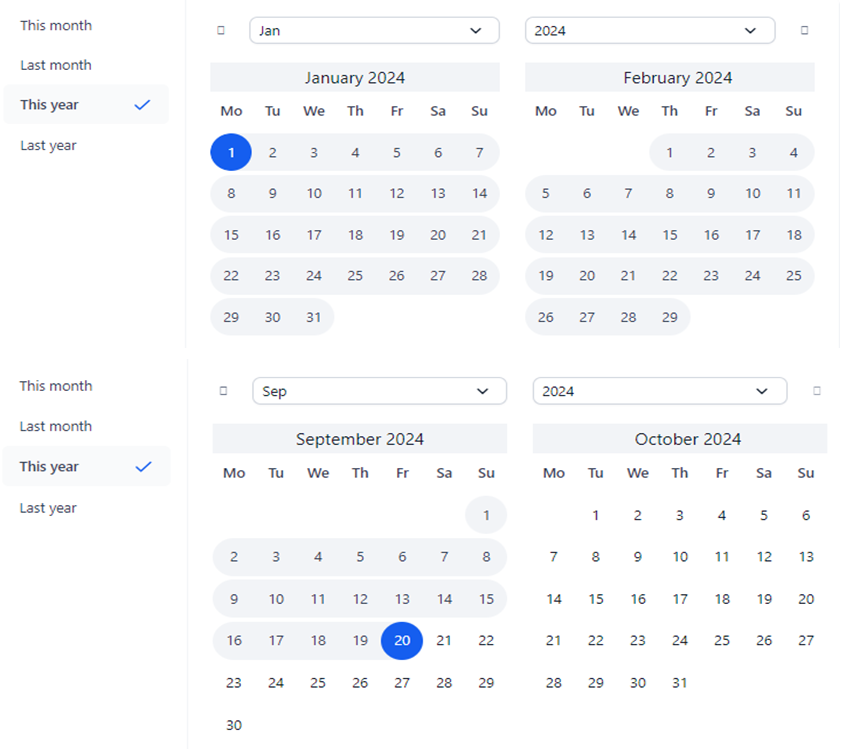 This month
Last month
This year
Last year
Jan 2024
January 2024
Mo Tu We Th Fr Sa Su
1 2 3 4 5 6 7
8 9 10 11 12 13 14
15 16 17 18 19 20 21
22 23 24 25 26 27 28
29 30 31
February 2024
Mo Tu We Th Fr Sa Su
1 2 3 4
5 6 7 8 9 10 11
12 13 14 15 16 17 18
19 20 21 22 23 24 25
26 27 28 29
This month
Last month
This year
Last year
Sep 2024
September 2024
Mo Tu We Th Fr Sa Su
1
2 3 4 5 6 7 8
9 10 11 12 13 14 15
16 17 18 19 20 21 22
23 24 25 26 27 28 29
30
October 2024
Mo Tu We Th Fr Sa Su
1 2 3 4 5 6
7 8 9 10 11 12 13
14 15 16 17 18 19 20
21 22 23 24 25 26 27
28 29 30 31